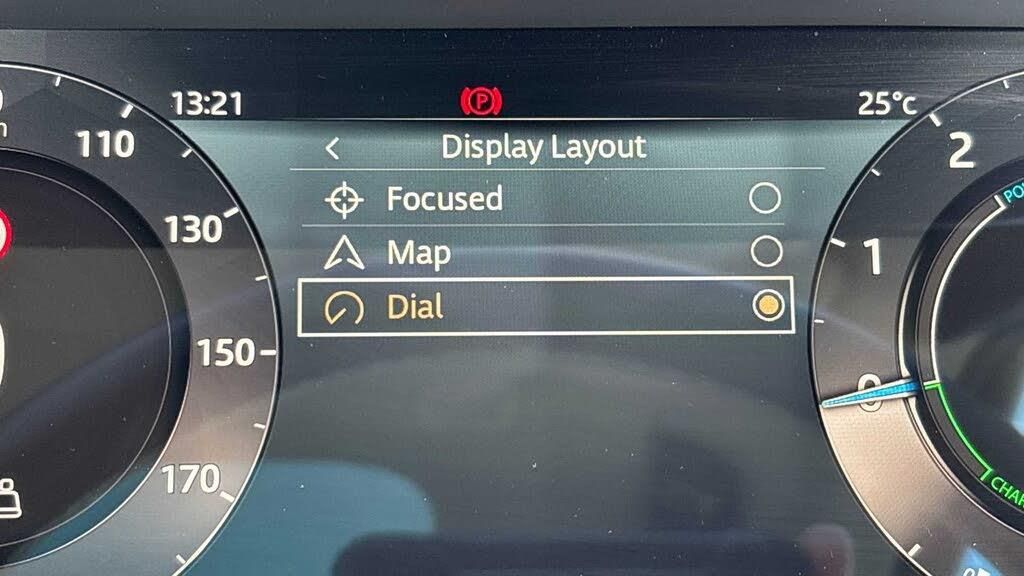 13:21
P
25°c
Display Layout
Focused
Map
Dial
110
130
150
170
2
1
0